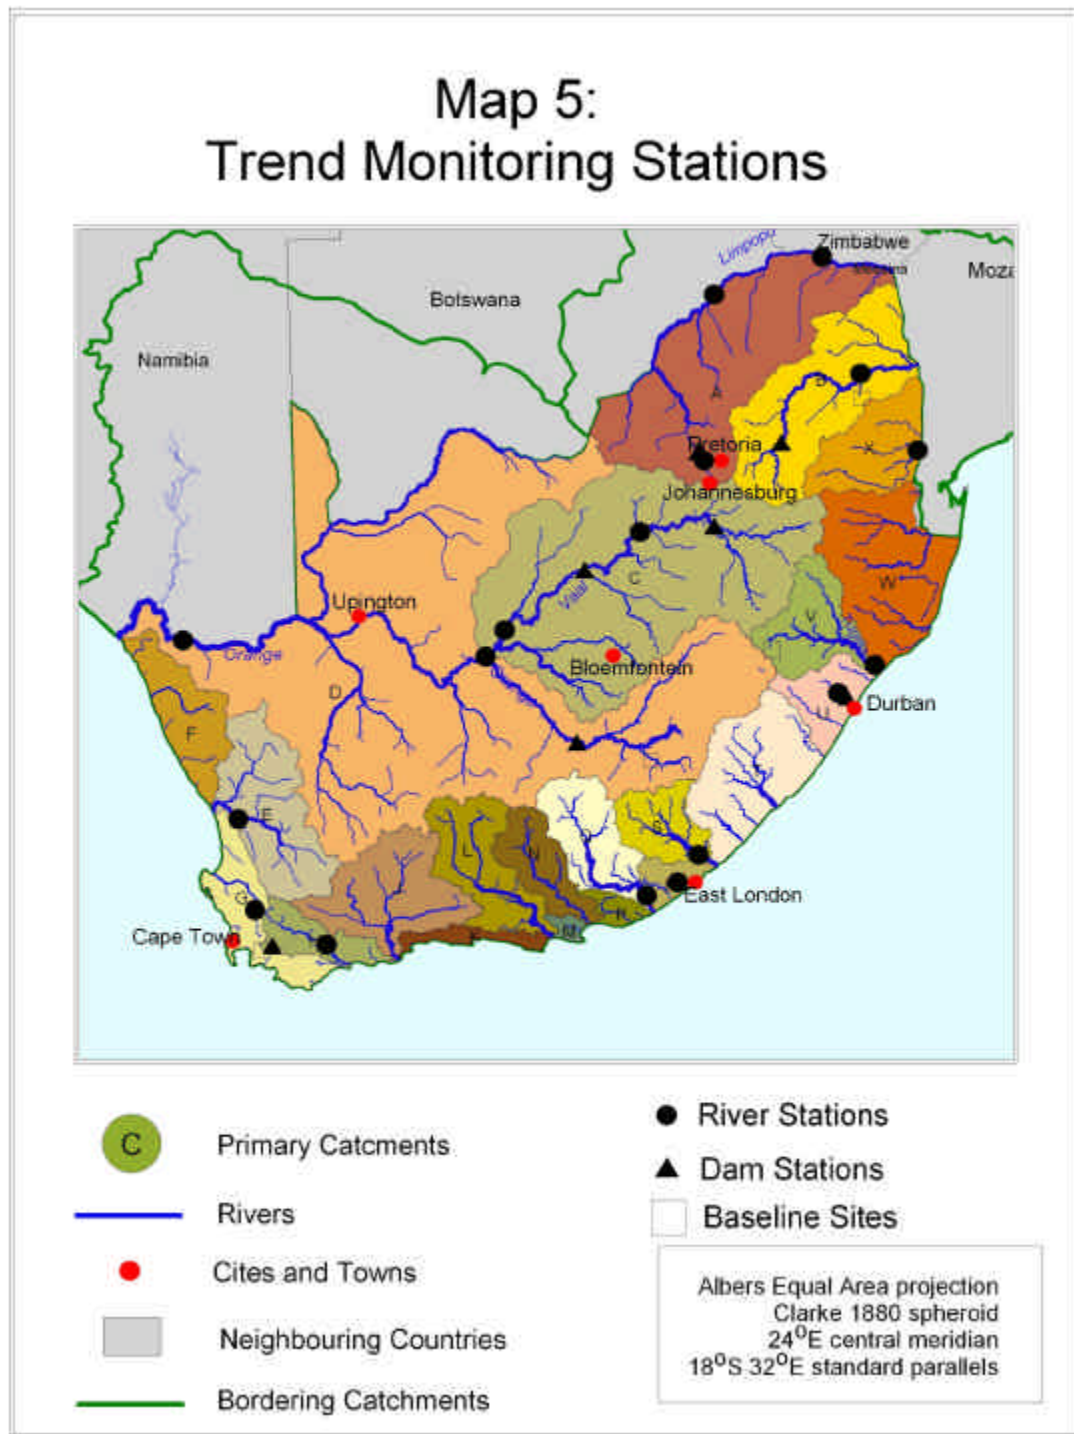 Map 5:
Trend Monitoring Stations
Limpopu
Zimbabwe
Moza
Botswana
Namibia
A
B
Pretoria
X
Johannesburg
C
W
Vaal
Upington
V
Orange
Bloemfontein
D
Durban
U
F
E
S
L
N
Q
East London
G
R
Cape Town
K
M
C
Primary Catcments
Rivers
Cites and Towns
Neighbouring Countries
Bordering Catchments
River Stations
Dam Stations
Baseline Sites
Albers Equal Area projection
Clarke 1880 spheroid
24°E central meridian
18°S 32°E standard parallels